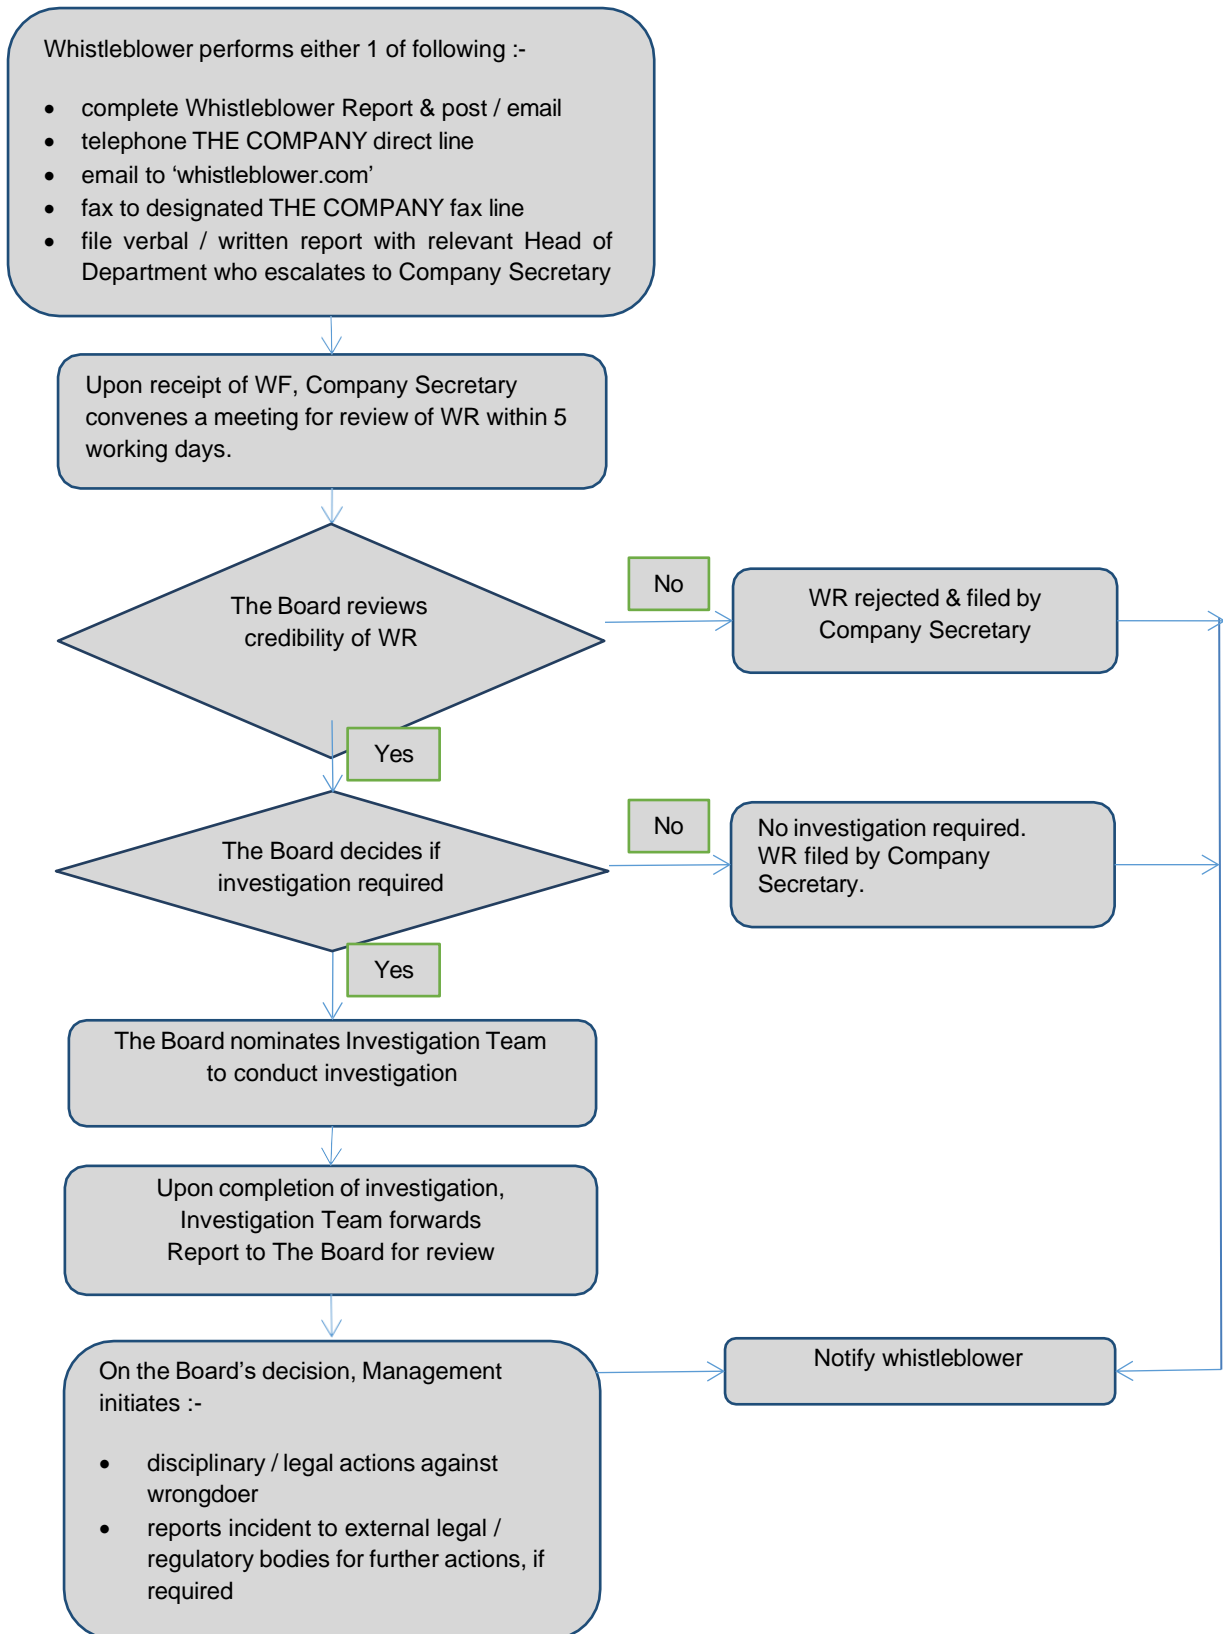 Whistleblower performs either 1 of following :-
• complete Whistleblower Report & post / email
• telephone THE COMPANY direct line
• email to ‘whistleblower.com’
• fax to designated THE COMPANY fax line
• file verbal / written report with relevant Head of
Department who escalates to Company Secretary
Upon receipt of WF, Company Secretary
convenes a meeting for review of WR within 5
working days.
The Board reviews
credibility of WR
No
WR rejected & filed by
Company Secretary
Yes
The Board decides if
investigation required
No
No investigation required.
WR filed by Company
Secretary.
Yes
The Board nominates Investigation Team
to conduct investigation
Upon completion of investigation,
Investigation Team forwards
Report to The Board for review
On the Board’s decision, Management
initiates :-
• disciplinary / legal actions against
wrongdoer
• reports incident to external legal /
regulatory bodies for further actions, if
required
Notify whistleblower